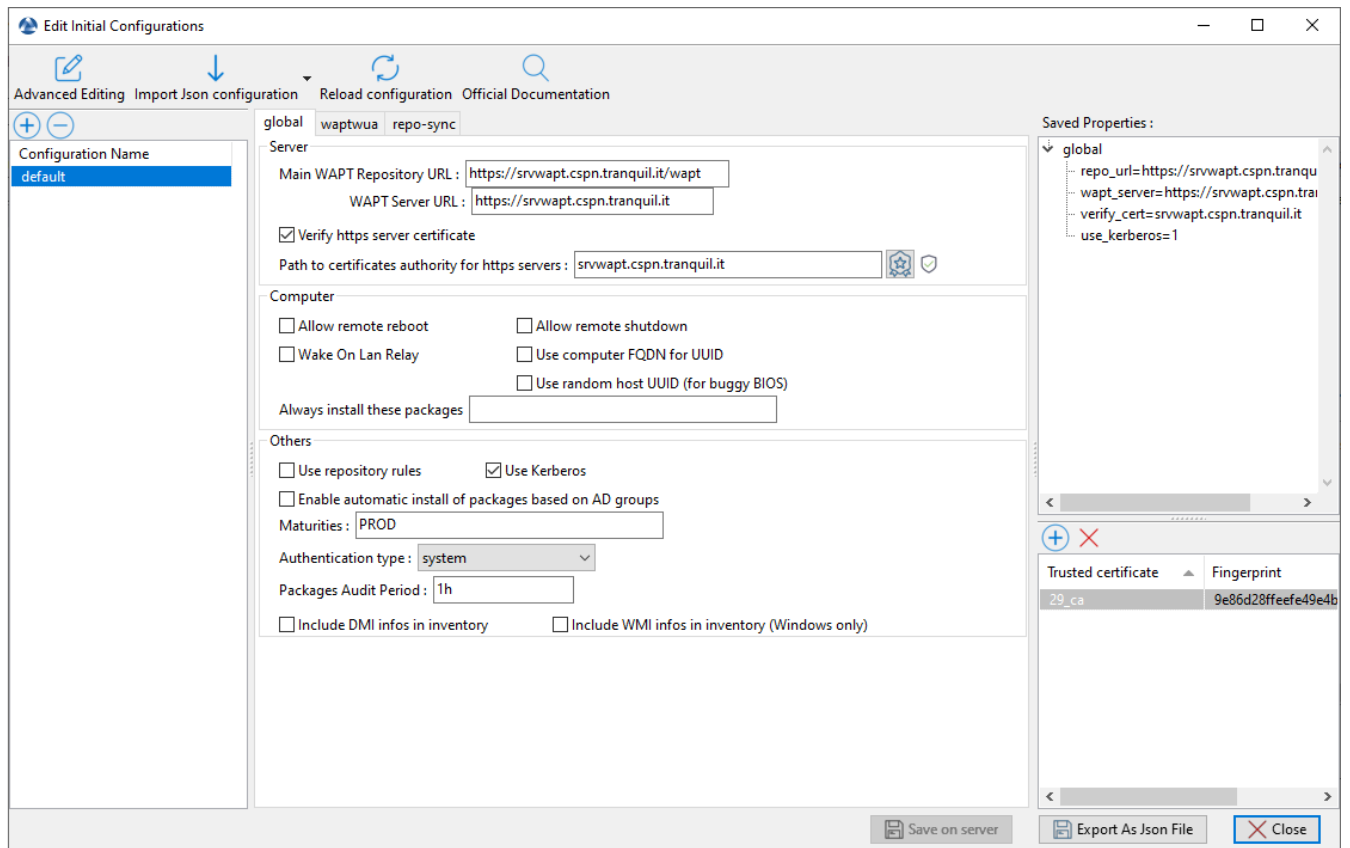 Edit Initial Configurations
Advanced Editing
Import Json configuration
Reload configuration
Official Documentation
Configuration Name
default
global
waptwua
repo-sync
Server
Main WAPT Repository URL : https://srvwapt.cspn.tranquil.it/wapt
WAPT Server URL : https://srvwapt.cspn.tranquil.it
Verify https server certificate
Path to certificates authority for https servers : srvwapt.cspn.tranquil.it
Computer
Allow remote reboot
Allow remote shutdown
Wake On Lan Relay
Use computer FQDN for UUID
Use random host UUID (for buggy BIOS)
Always install these packages
Others
Use repository rules
Use Kerberos
Enable automatic install of packages based on AD groups
Maturities : PROD
Authentication type : system
Packages Audit Period : 1h
Include DMI infos in inventory
Include WMI infos in inventory (Windows only)
Saved Properties :
global
repo_url=https://srvwapt.cspn.tranqu
wapt_server=https://srvwapt.cspn.tra
verify_cert=srvwapt.cspn.tranquil.it
use_kerberos=1
Trusted certificate
Fingerprint
29_ca
9e86d28ffeefe49e4b
Save on server
Export As Json File
Close